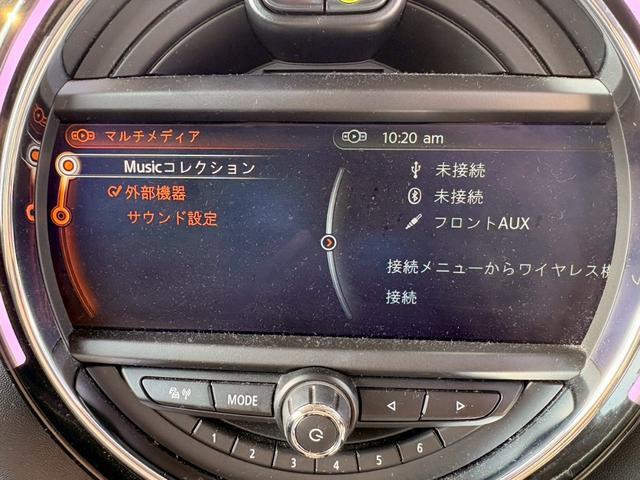 マルチメディア
10:20 am
Musicコレクション
外部機器
サウンド設定
未接続
未接続
フロントAUX
接続メニューからワイヤレス機
接続
MODE
1 2 3 4 5 6